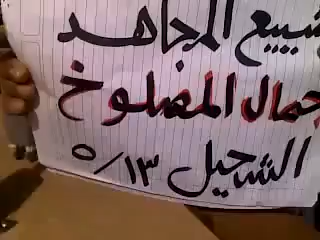 تشييع المجاهد
جمال المصلوخ
الشحيل ١٣/٥